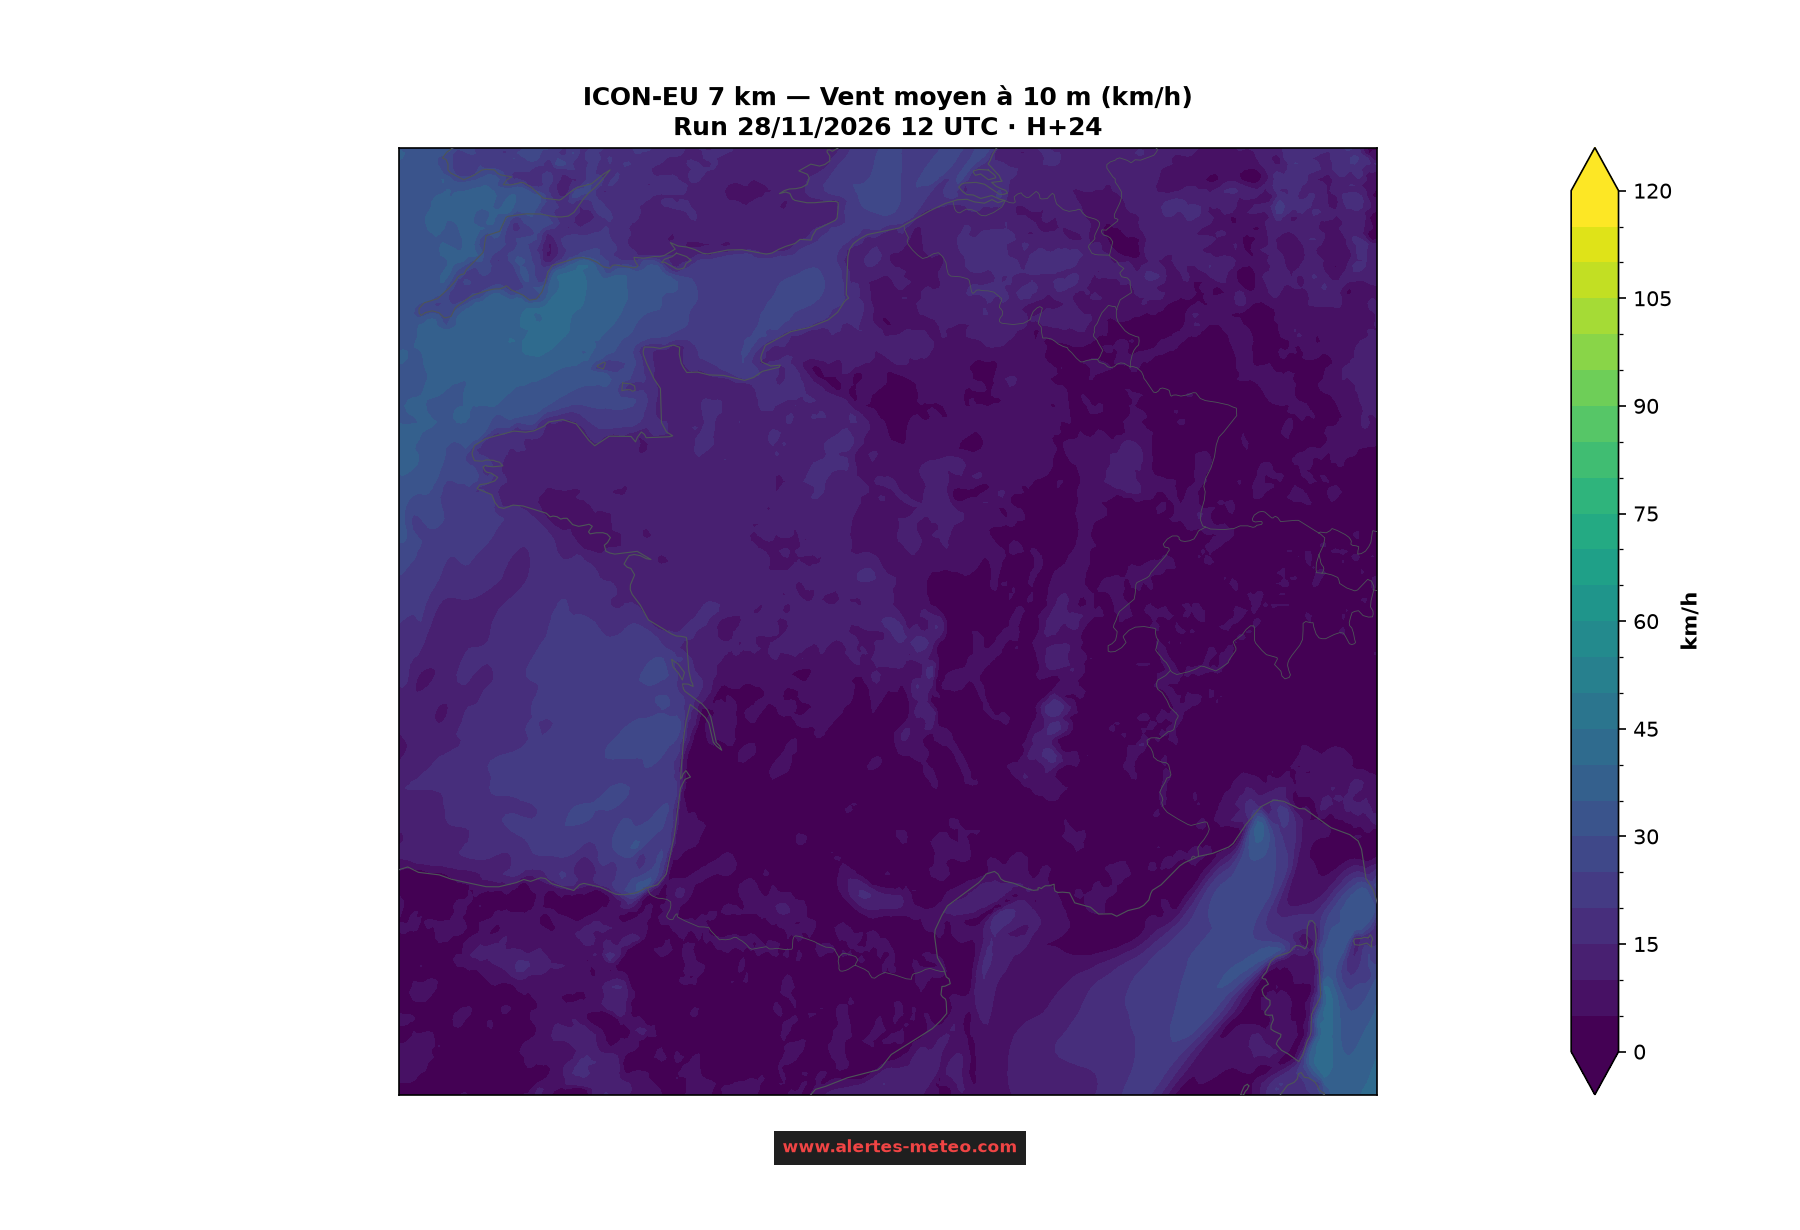 ICON-EU 7 km — Vent moyen à 10 m (km/h)
Run 28/11/2026 12 UTC · H+24
120
105
90
75
60
45
30
15
0
km/h
www.alertes-meteo.com